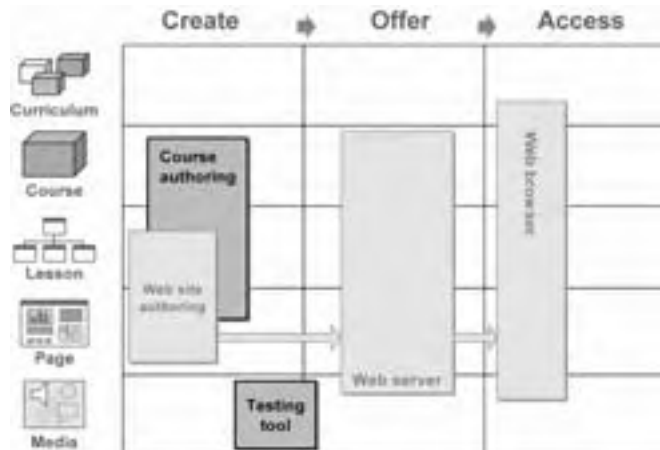 Create Offer Access
Curriculum
Course
Course
authoring
Web browser
Lesson
Web site
authoring
Page
Web server
Testing
tool
Media